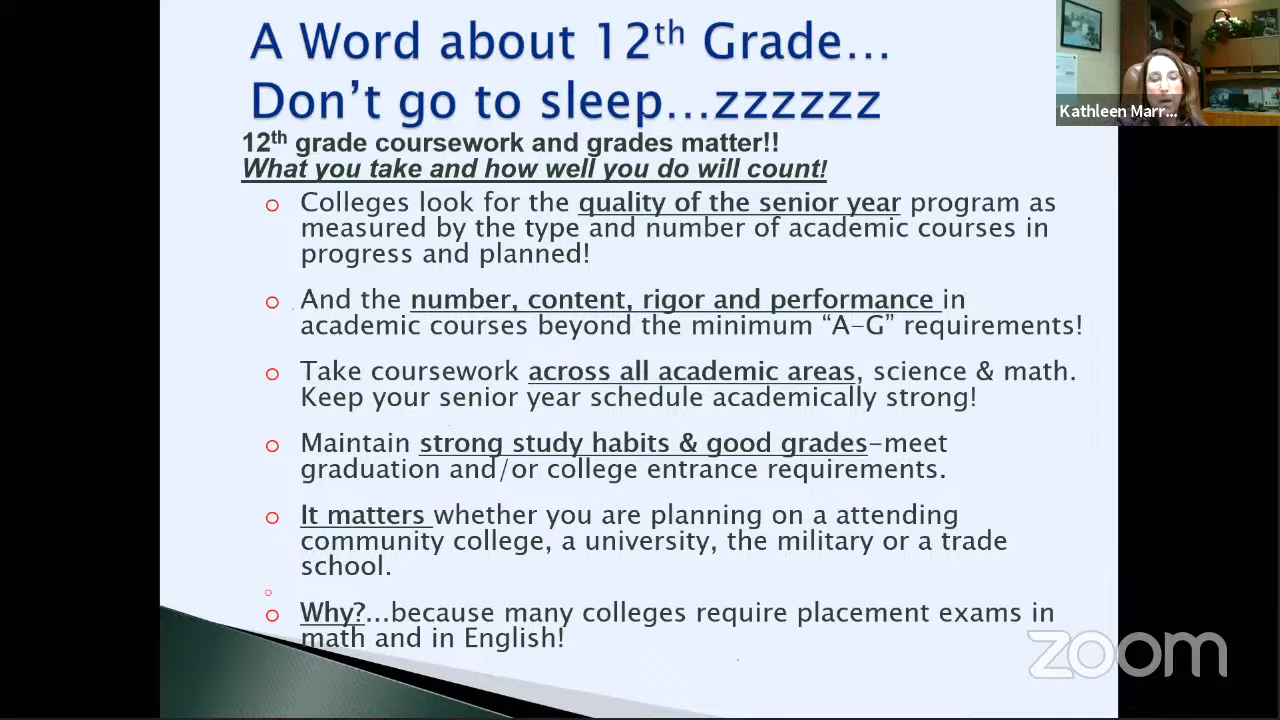 A Word about 12th Grade…
Don't go to sleep…zzzzzz
Kathleen Marr...
12th grade coursework and grades matter!!
What you take and how well you do will count!
Colleges look for the quality of the senior year program as
measured by the type and number of academic courses in
progress and planned!
And the number, content, rigor and performance in
academic courses beyond the minimum “A-G” requirements!
Take coursework across all academic areas, science & math.
Keep your senior year schedule academically strong!
Maintain strong study habits & good grades-meet
graduation and/or college entrance requirements.
It matters whether you are planning on a attending
community college, a university, the military or a trade
school.
Why?...because many colleges require placement exams in
math and in English!
zoom